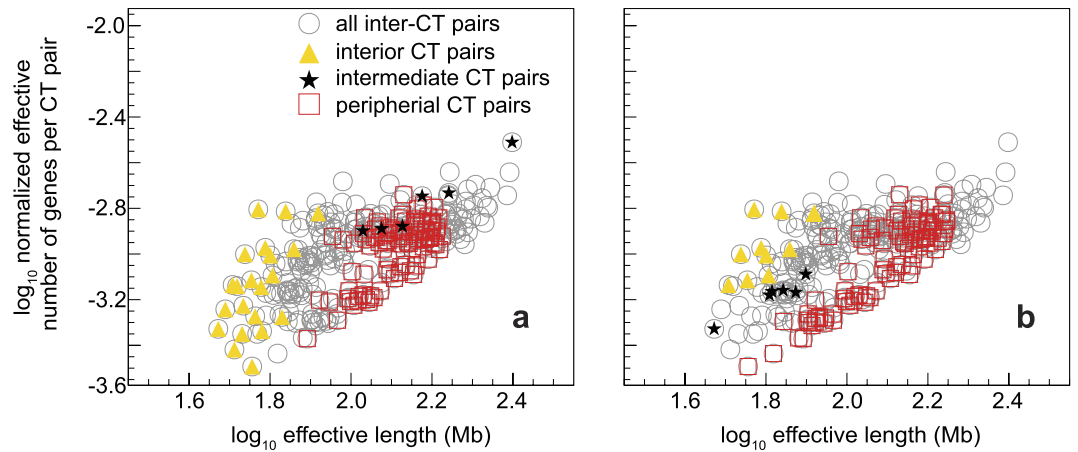 all inter-CT pairs
interior CT pairs
intermediate CT pairs
peripherial CT pairs
log10 normalized effective
number of genes per CT pair
-2.0
-2.4
-2.8
-3.2
-3.6
a
b
1.6 1.8 2.0 2.2 2.4
1.6 1.8 2.0 2.2 2.4
log10 effective length (Mb)
log10 effective length (Mb)